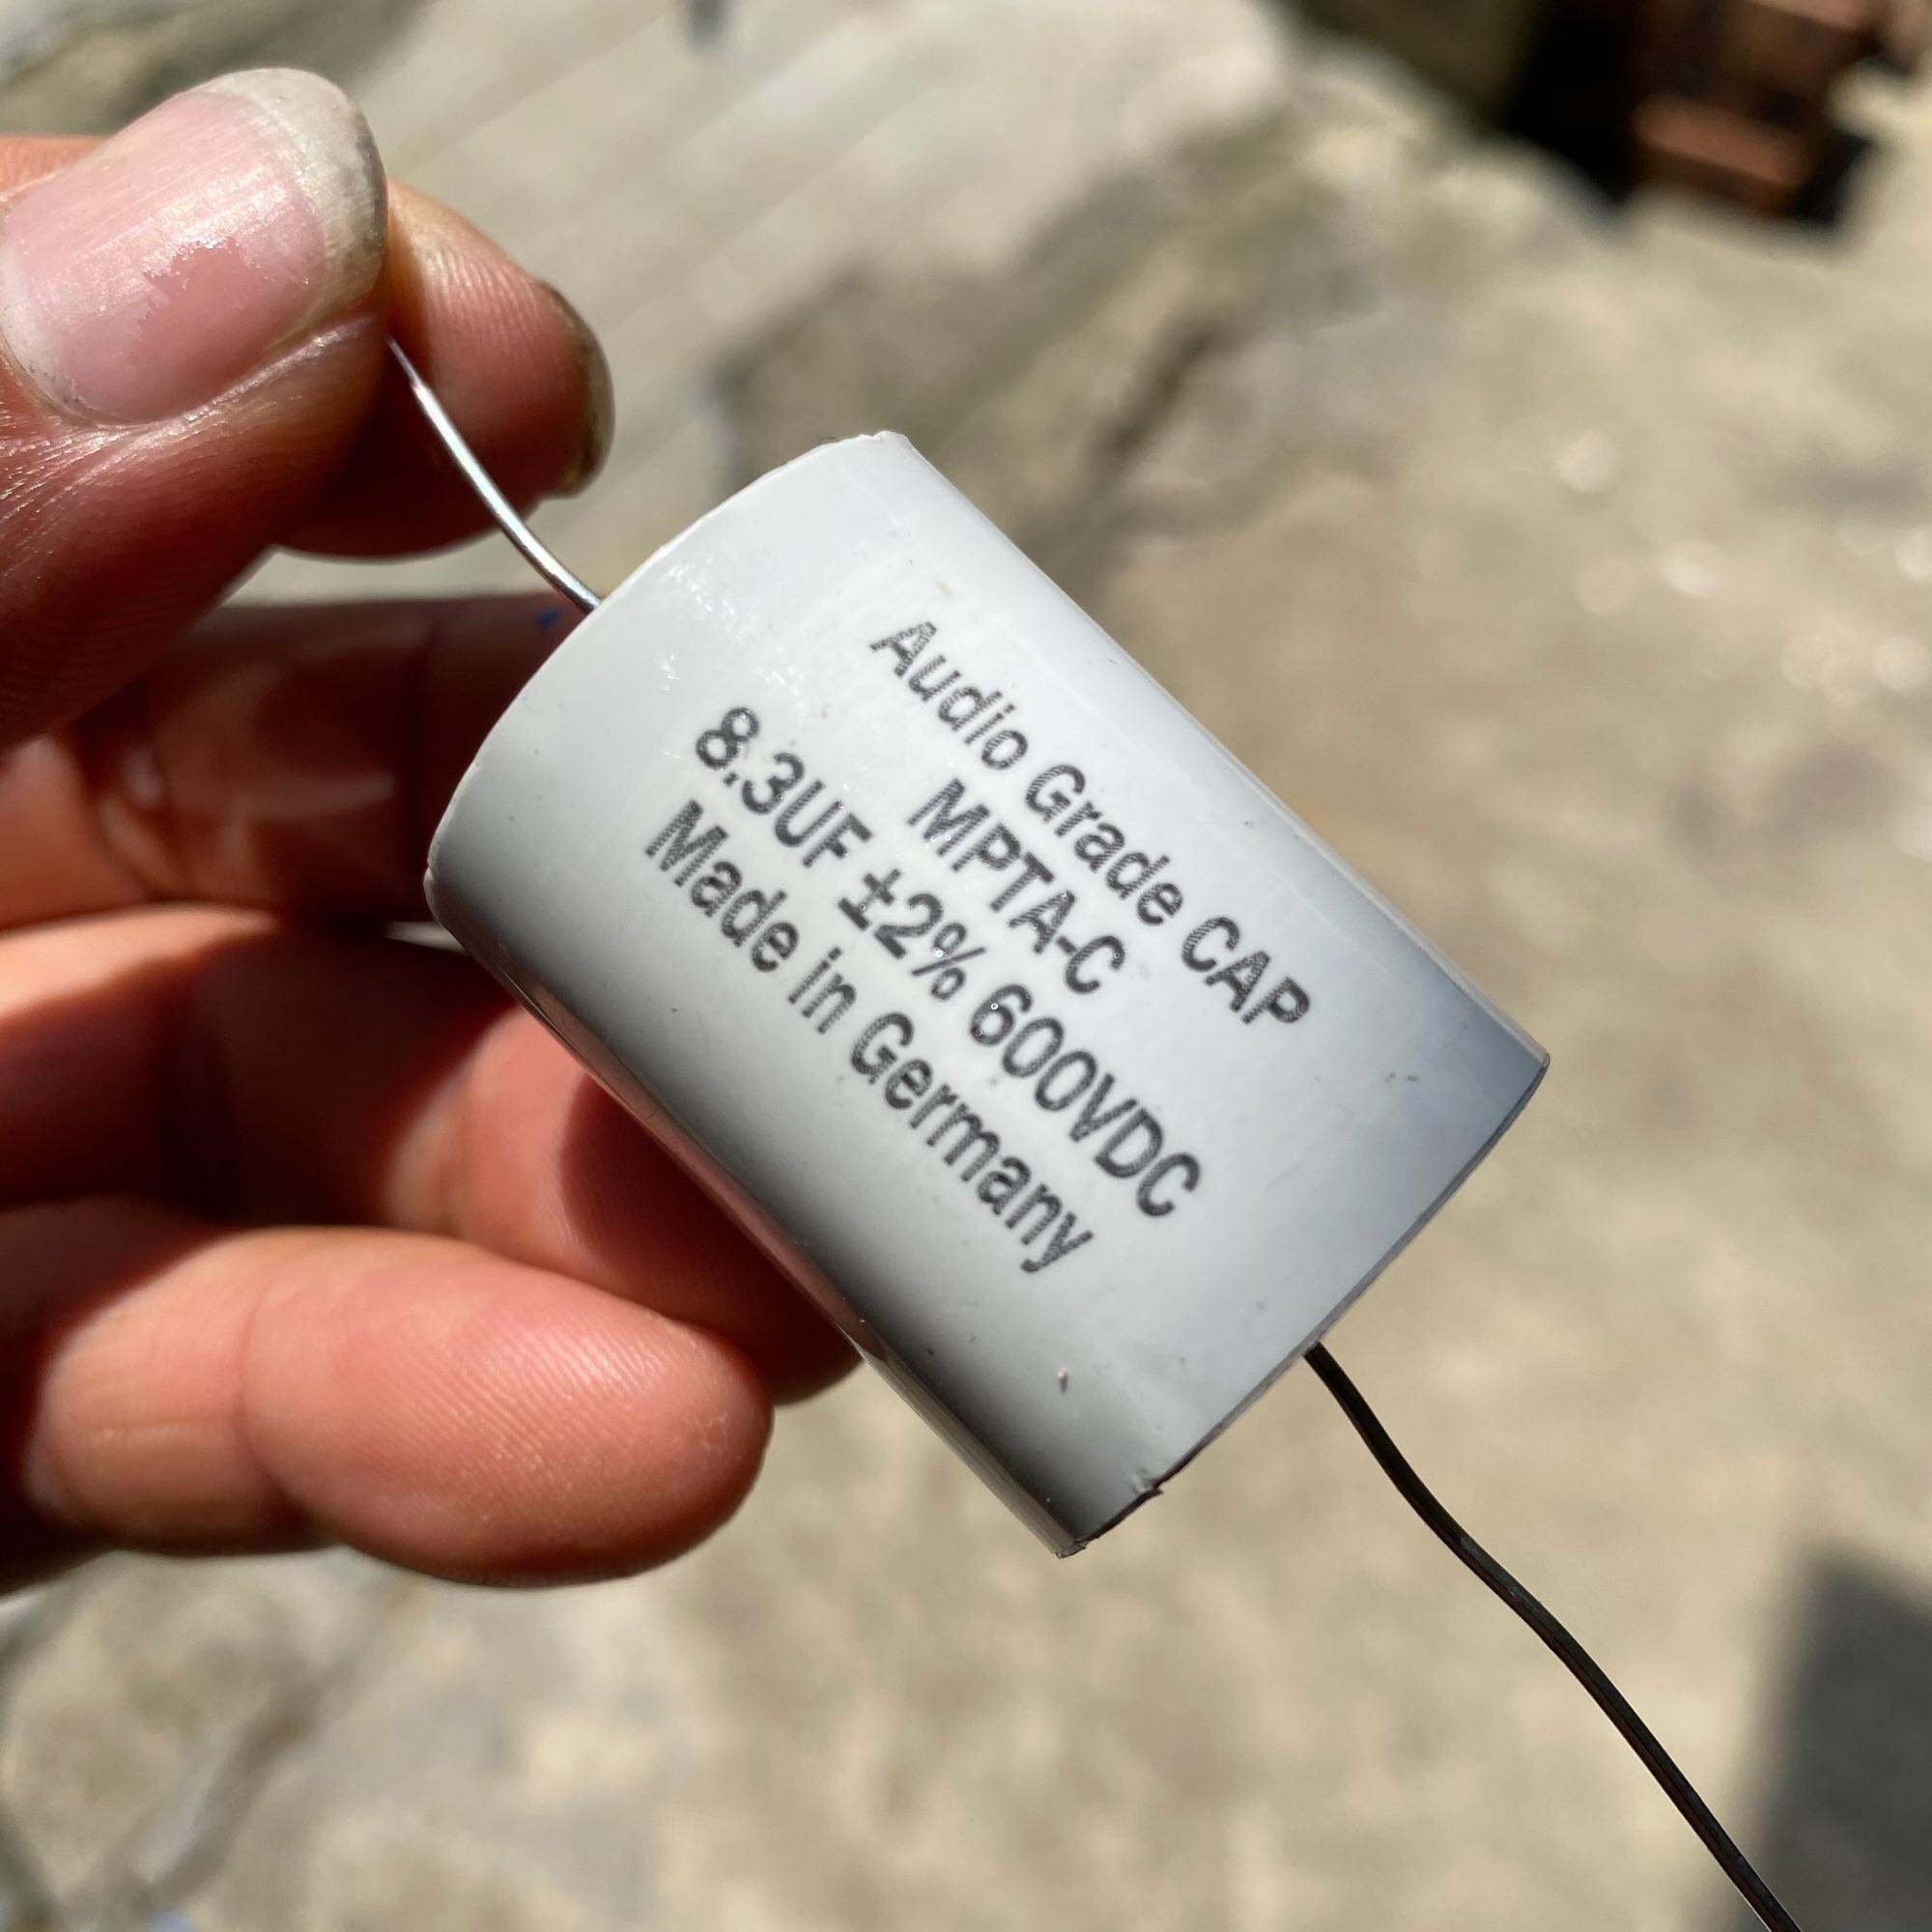 Audio Grade CAP
MPTA-C
8.3UF ±2% 600VDC
Made in Germany